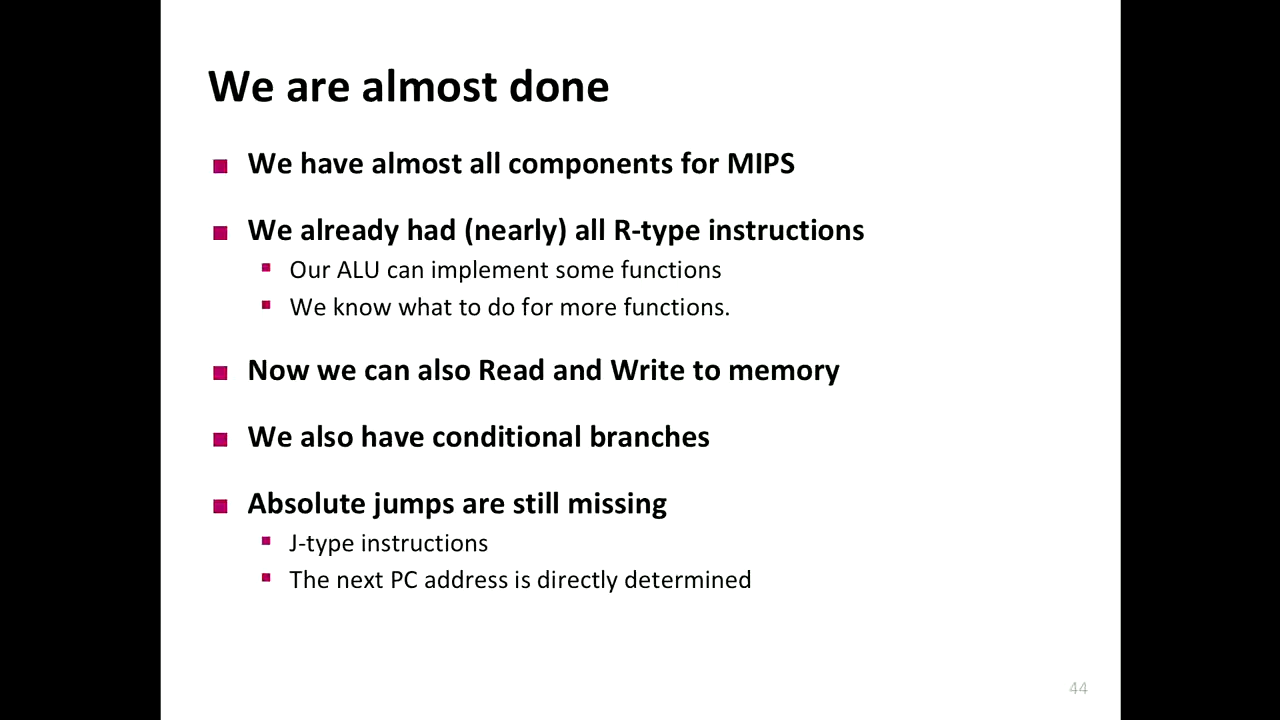 We are almost done
We have almost all components for MIPS
We already had (nearly) all R-type instructions
Our ALU can implement some functions
We know what to do for more functions.
Now we can also Read and Write to memory
We also have conditional branches
Absolute jumps are still missing
J-type instructions
The next PC address is directly determined
44